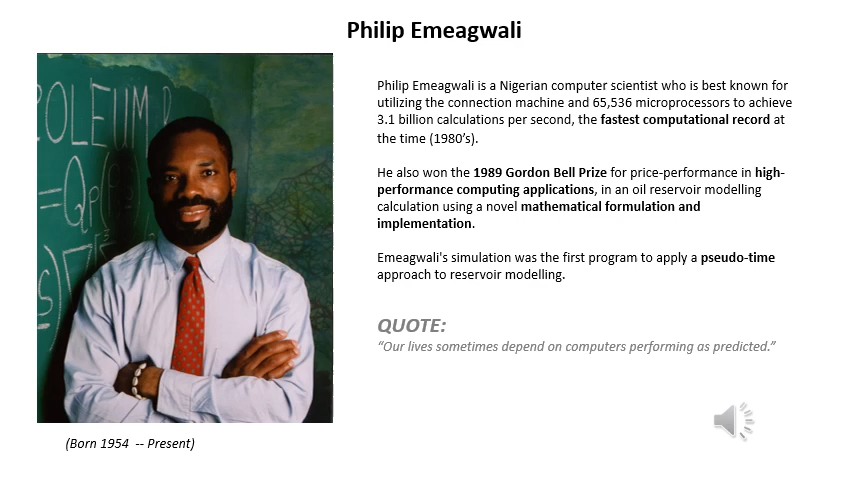 Philip Emeagwali
OLEUM R
=Qp(
S)
Philip Emeagwali is a Nigerian computer scientist who is best known for
utilizing the connection machine and 65,536 microprocessors to achieve
3.1 billion calculations per second, the fastest computational record at
the time (1980’s).
He also won the 1989 Gordon Bell Prize for price-performance in high-
performance computing applications, in an oil reservoir modelling
calculation using a novel mathematical formulation and
implementation.
Emeagwali's simulation was the first program to apply a pseudo-time
approach to reservoir modelling.
QUOTE:
“Our lives sometimes depend on computers performing as predicted.”
(Born 1954 -- Present)